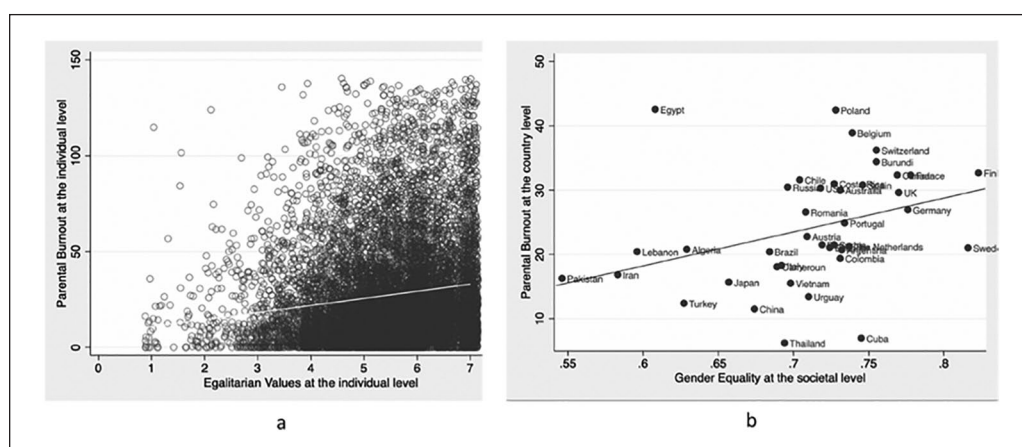 150
100
50
0
Parental Burnout at the individual level
0 1 2 3 4 5 6 7
Egalitarian Values at the individual level
a
50
40
30
20
10
Parental Burnout at the country level
Egypt
Poland
Belgium
Switzerland
Burundi
Fin
Chile
Russia
Australia
UK
Romania
Germany
Portugal
Austria
Lebanon
Algeria
Brazil
Netherlands
Swed
Colombia
Pakistan
Iran
Cameroun
Japan
Vietnam
Turkey
China
Urguay
Thailand
Cuba
.55 .6 .65 .7 .75 .8
Gender Equality at the societal level
b